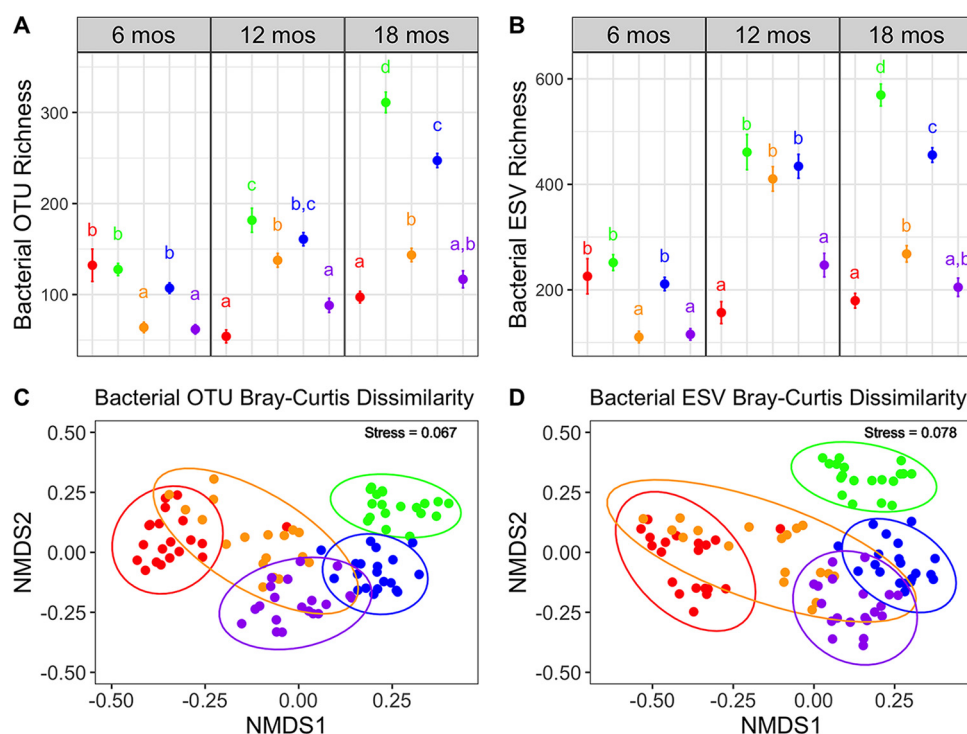 A
6 mos 12 mos 18 mos
Bacterial OTU Richness
300
200
100
b b a b a
a c b b,c a
a d b c a,b
B
6 mos 12 mos 18 mos
Bacterial ESV Richness
600
400
200
b b a b a
a b b b a
a d b c a,b
C Bacterial OTU Bray-Curtis Dissimilarity
Stress = 0.067
NMDS2
0.50
0.25
0.00
-0.25
-0.50
-0.50 -0.25 0.00 0.25
NMDS1
D Bacterial ESV Bray-Curtis Dissimilarity
Stress = 0.078
NMDS2
0.50
0.25
0.00
-0.25
-0.50
-0.50 -0.25 0.00 0.25
NMDS1